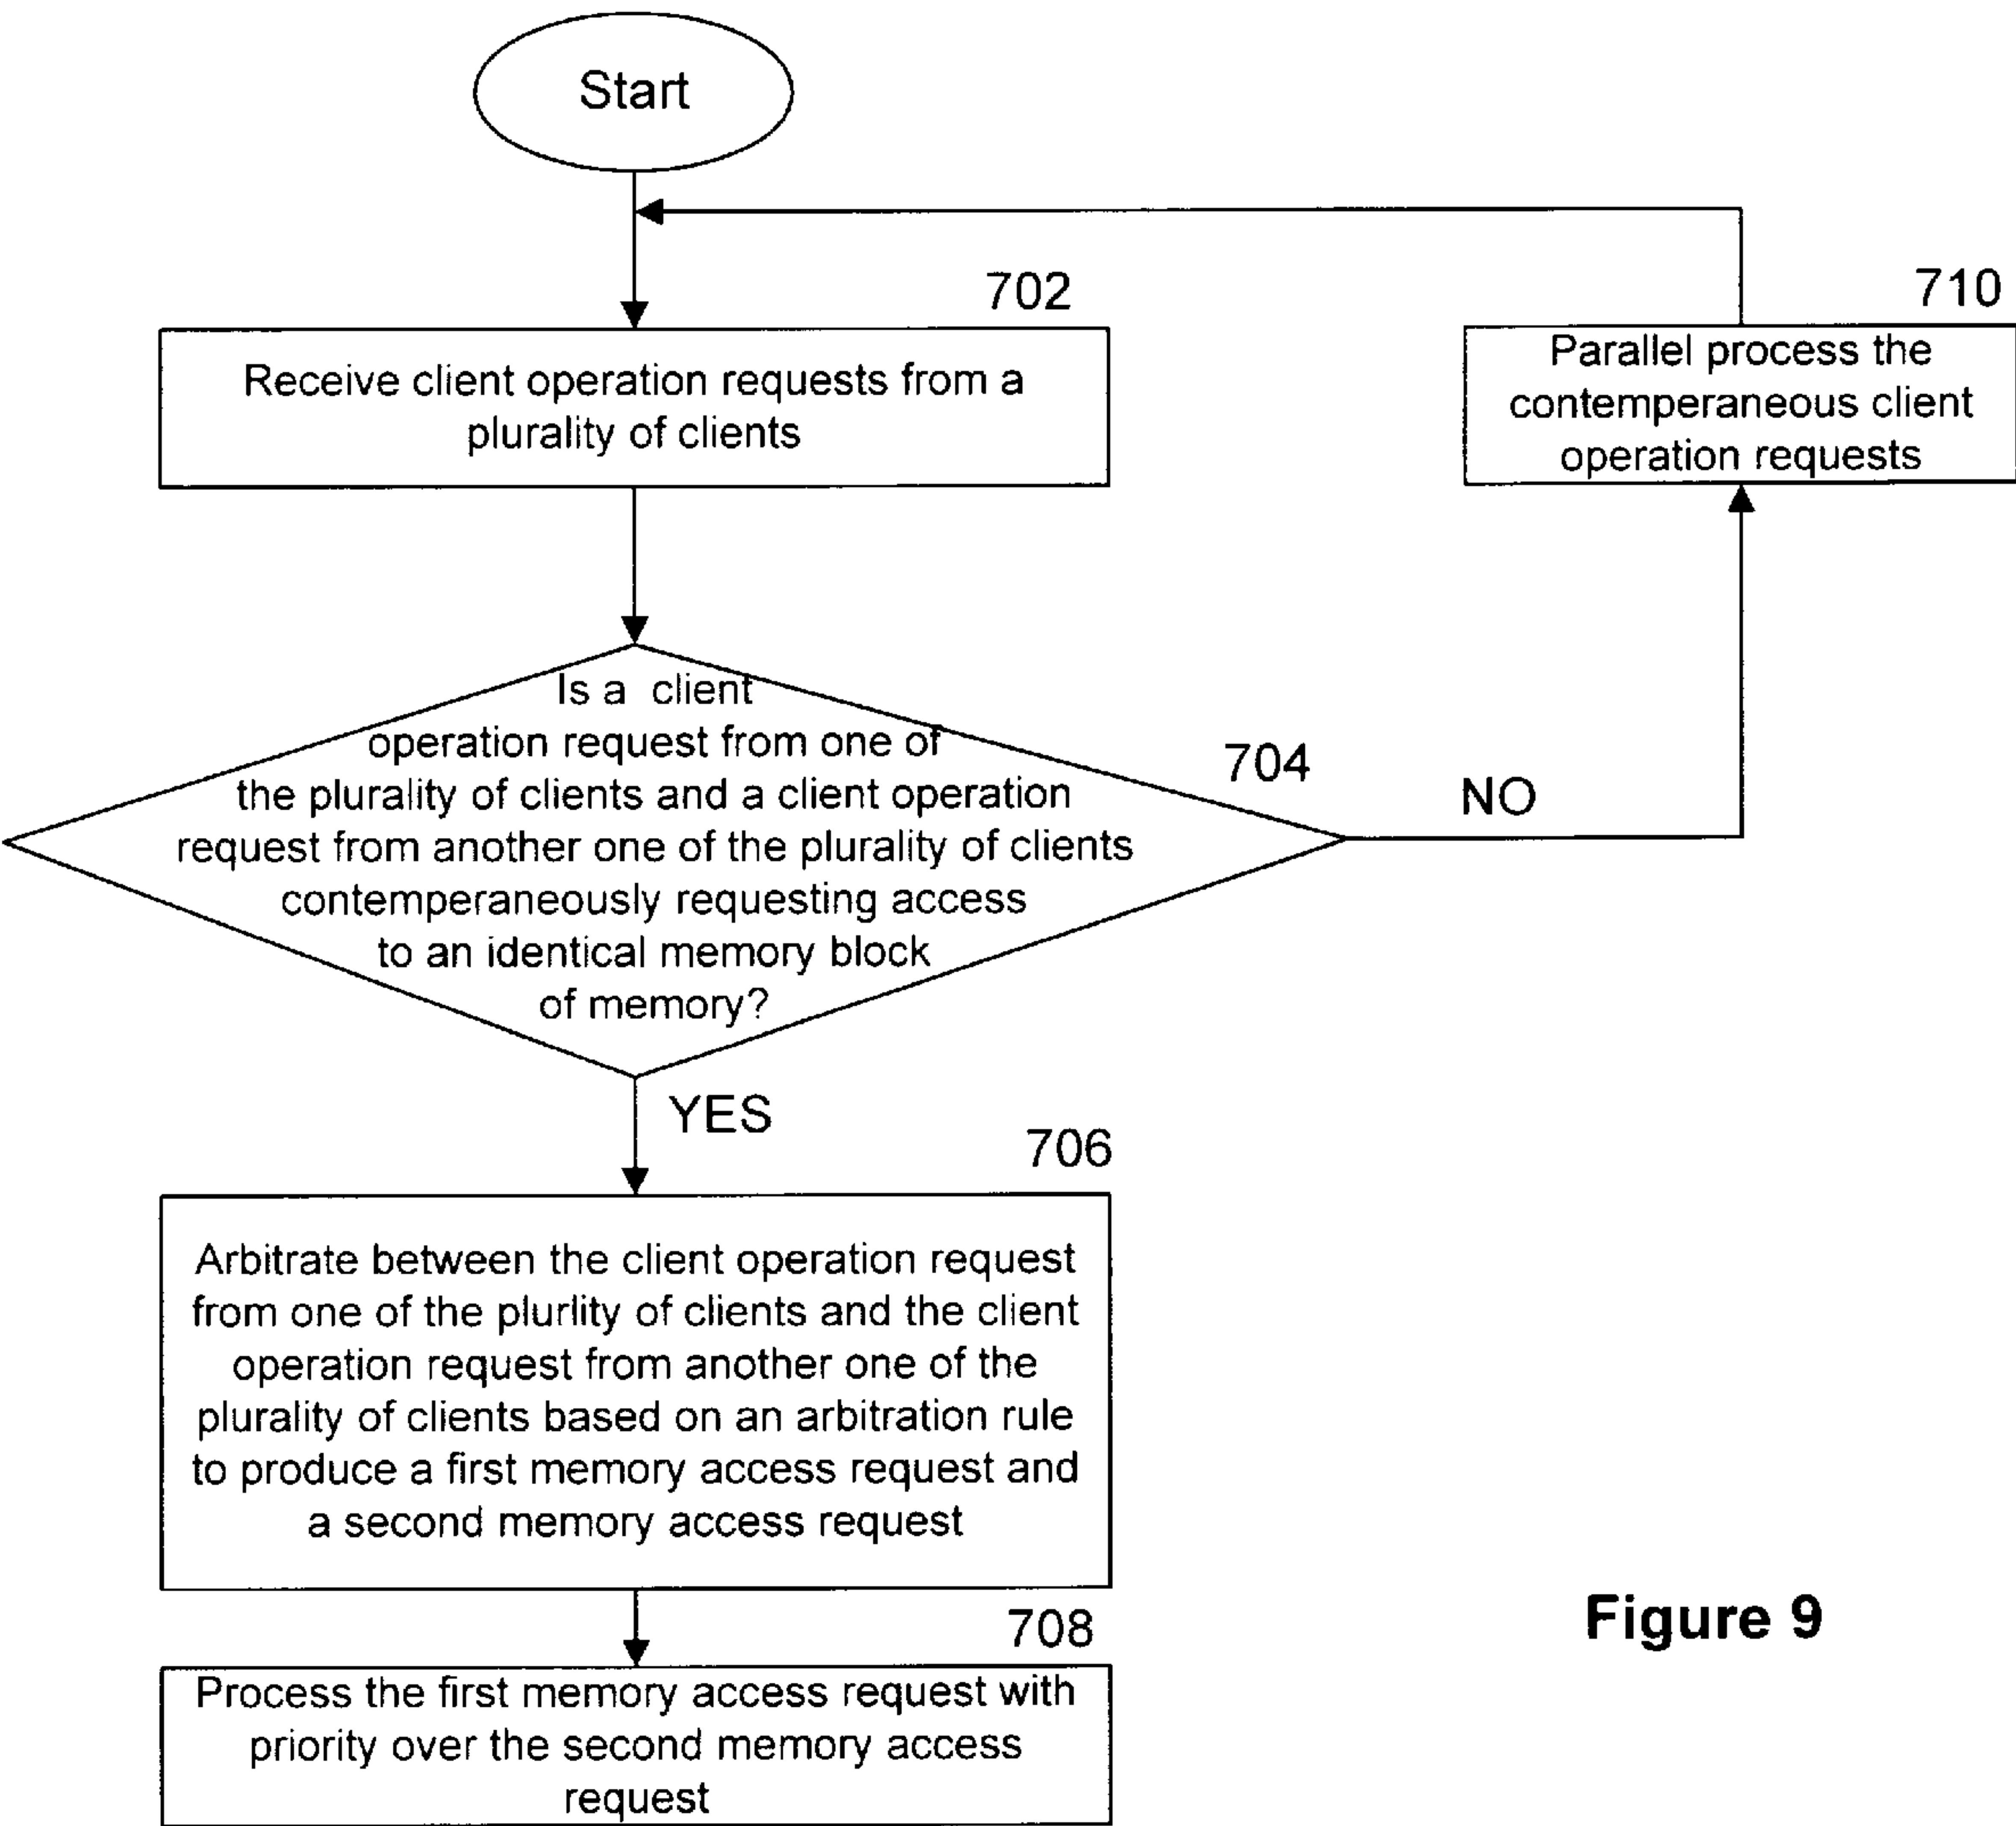 Start
702
Receive client operation requests from a
plurality of clients
710
Parallel process the
contemperaneous client
operation requests
704
Is a client
operation request from one of
the plurality of clients and a client operation
request from another one of the plurality of clients
contemperaneously requesting access
to an identical memory block
of memory?
NO
YES
706
Arbitrate between the client operation request
from one of the plurlity of clients and the client
operation request from another one of the
plurality of clients based on an arbitration rule
to produce a first memory access request and
a second memory access request
708
Process the first memory access request with
priority over the second memory access
request
Figure 9